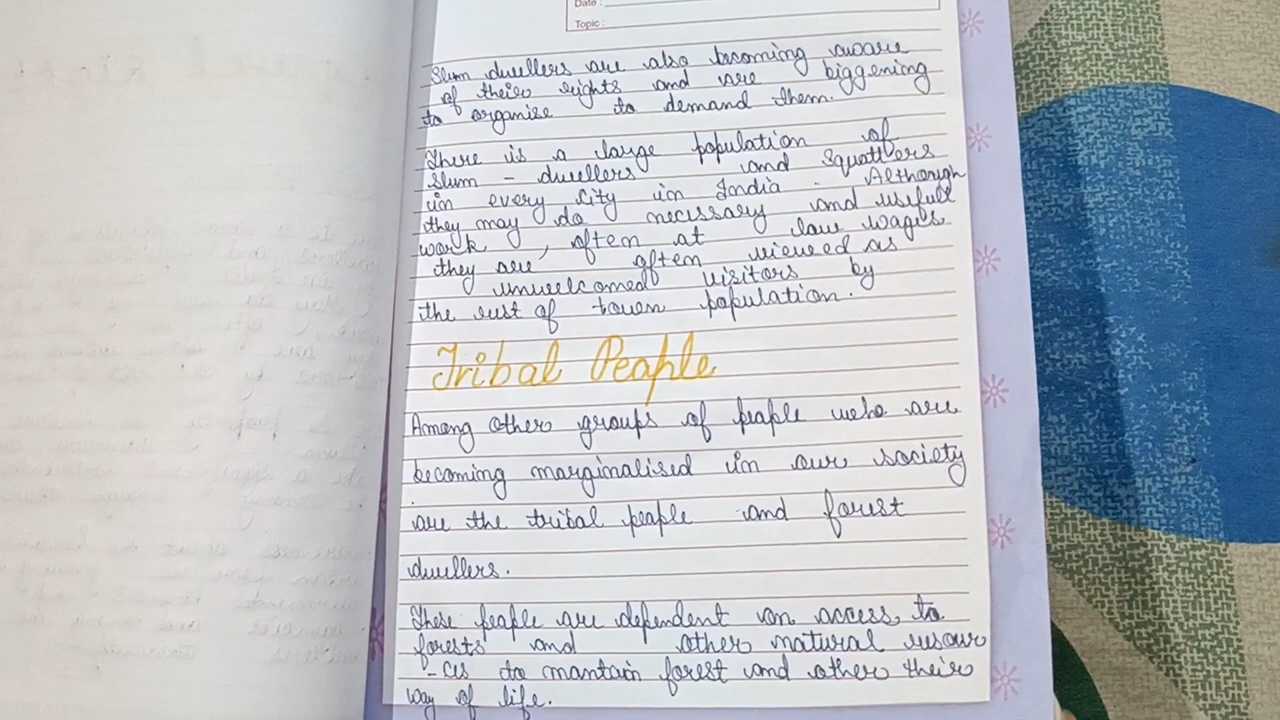 Date :
Topic :
Slum dwellers are also becoming aware
of their rights and are biggening
to organise to demand them.
There is a large population of
slum - dwellers and Squatters
in every City in India . Although
they may do necissary and usefull
work , often at low wages
they are often viewed as
unwelcomed visitors by
the rest of town population.
Tribal People
Among other groups of people who are
becoming marginalised in our society
are the tribal people and forest
dwellers.
These people are dependent on access to
forests and other natural resour
-ces to mantain forest and other their
way of life.